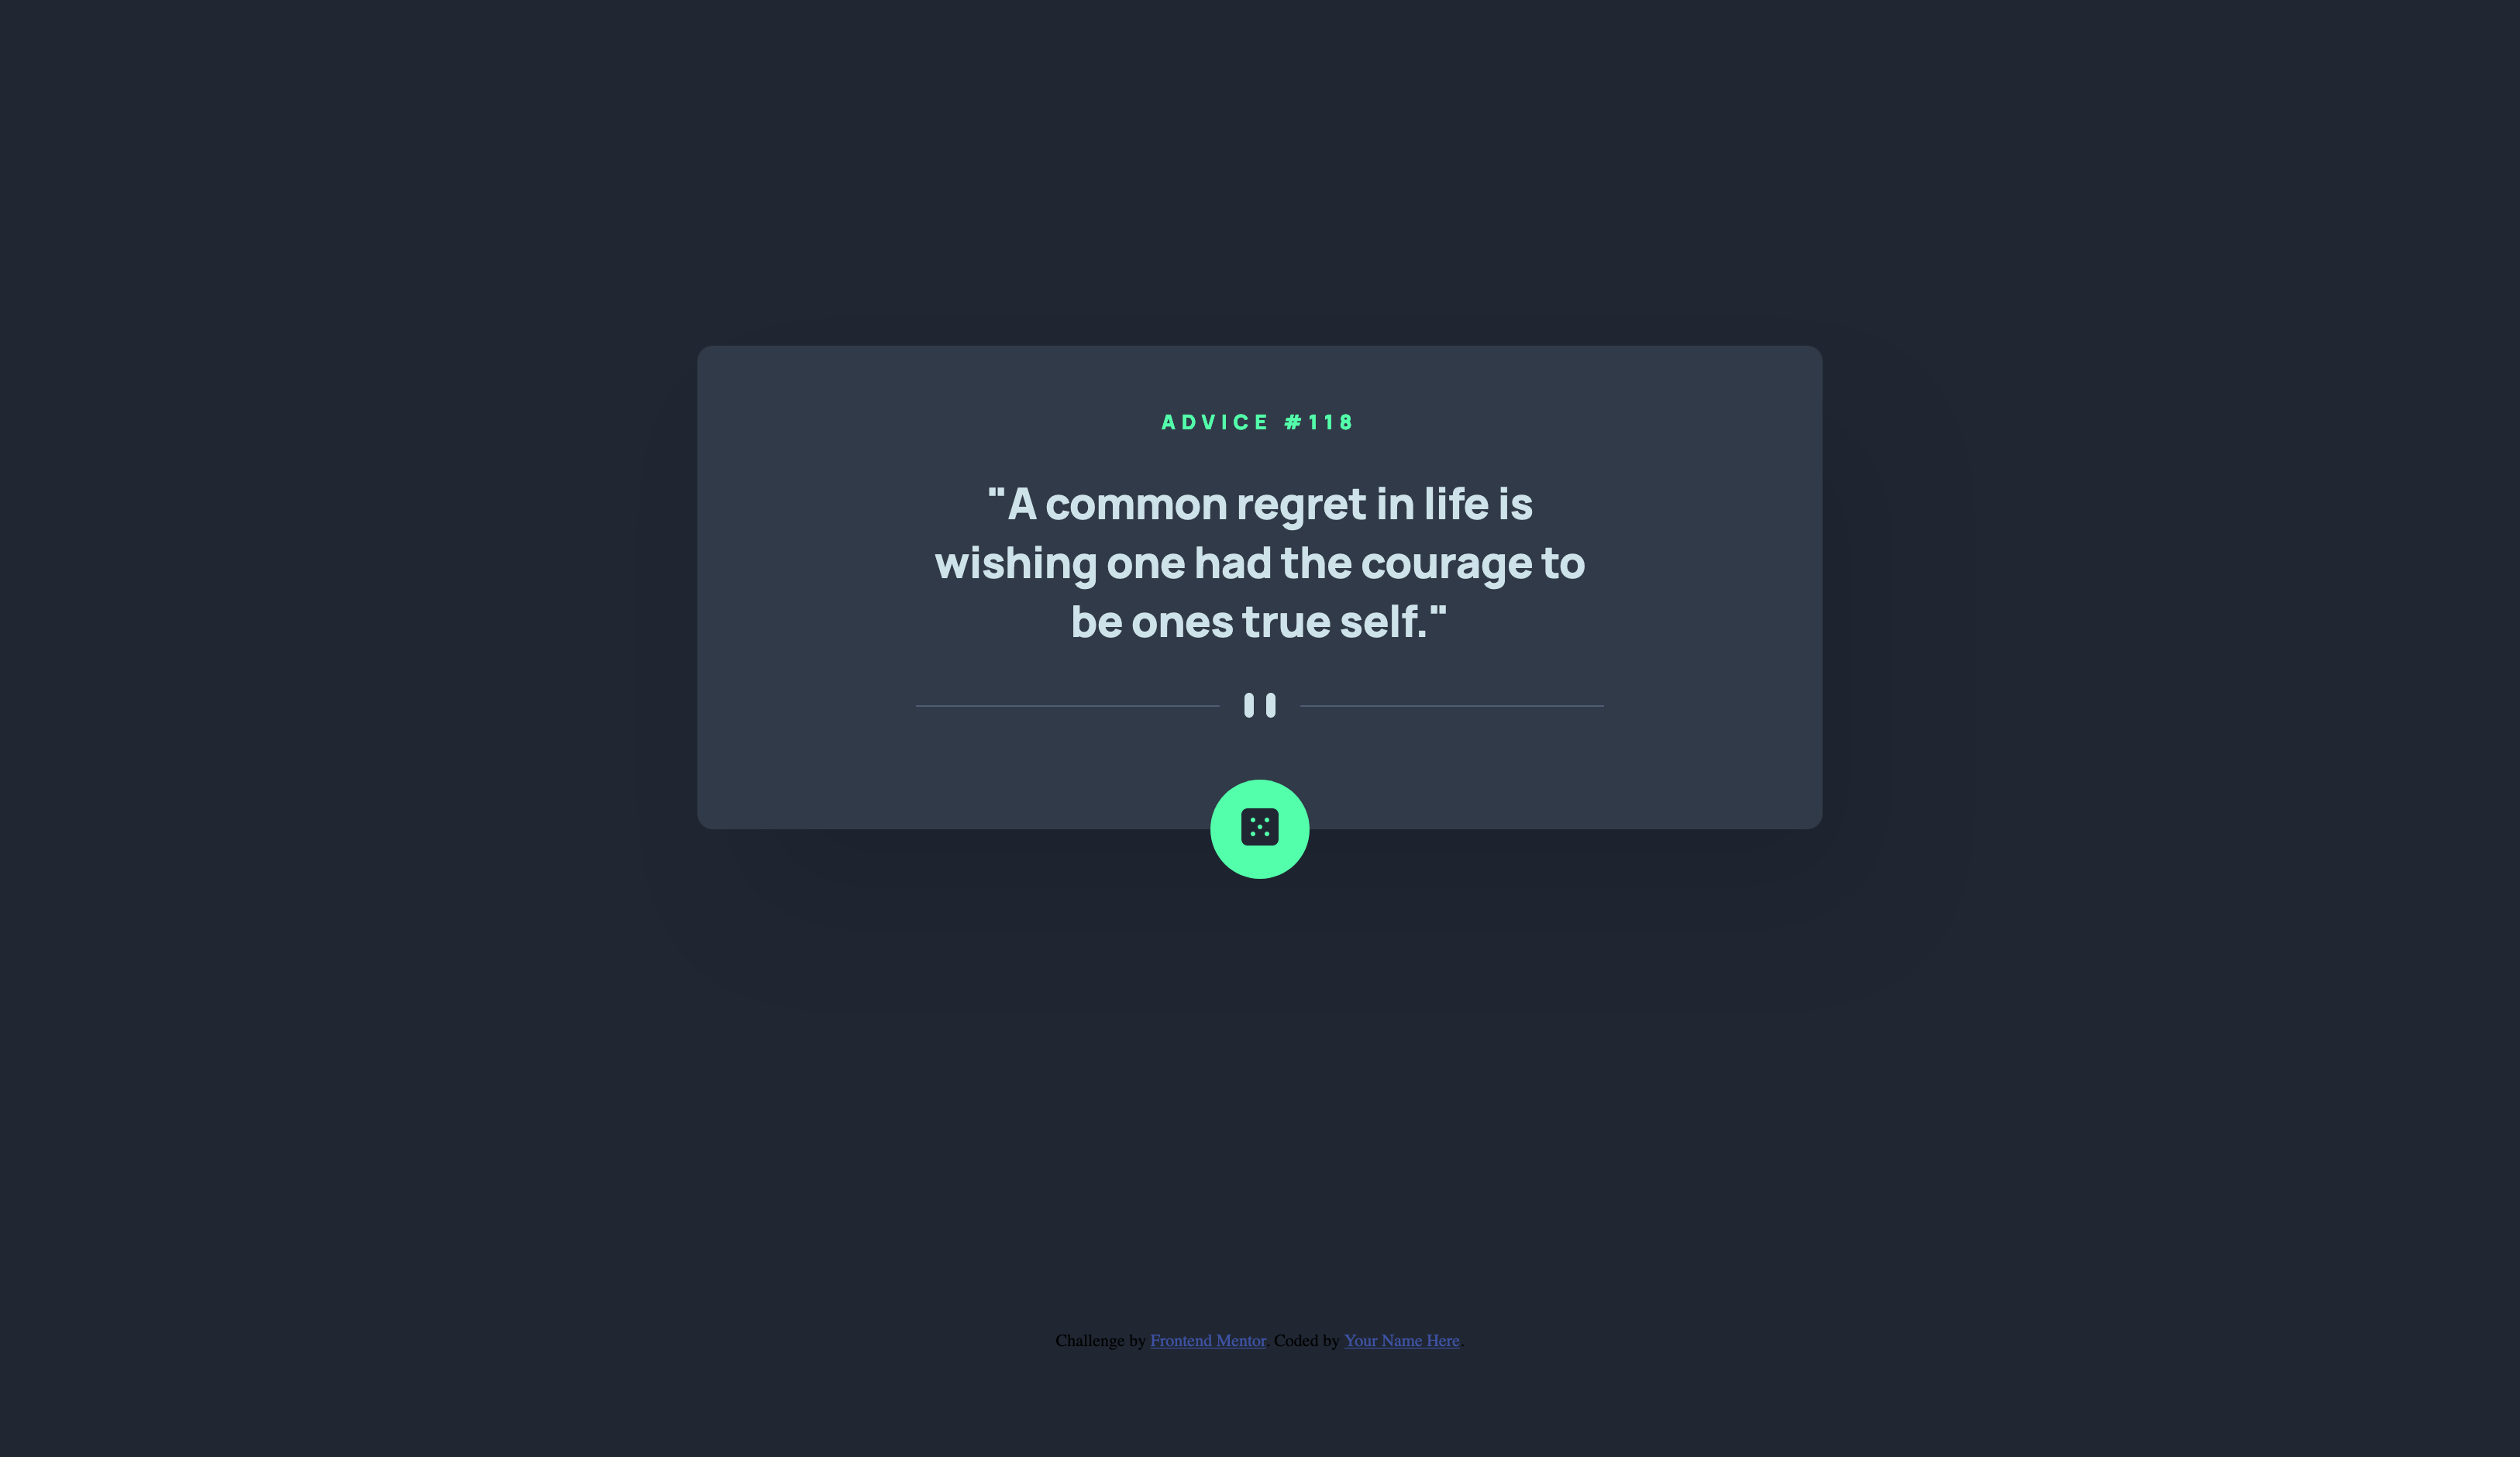 ADVICE #118
"A common regret in life is
wishing one had the courage to
be ones true self."
Challenge by Frontend Mentor. Coded by Your Name Here.